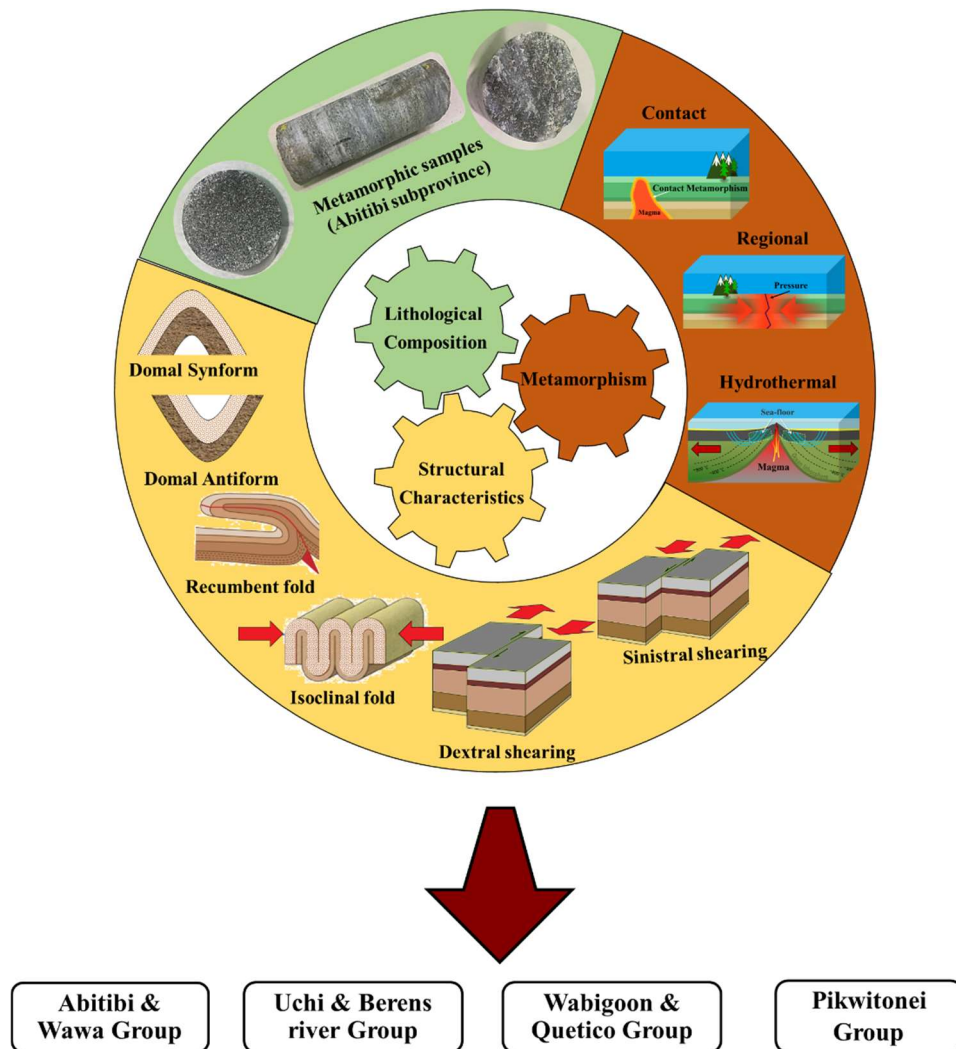 Metamorphic samples
(Abitibi subprovince)
Contact
Contact Metamorphism
Magma
Regional
Pressure
Hydrothermal
Sea-floor
Magma
Lithological
Composition
Metamorphism
Structural
Characteristics
Domal Synform
Domal Antiform
Recumbent fold
Isoclinal fold
Dextral shearing
Sinistral shearing
Abitibi &
Wawa Group
Uchi & Berens
river Group
Wabigoon &
Quetico Group
Pikwitonei
Group